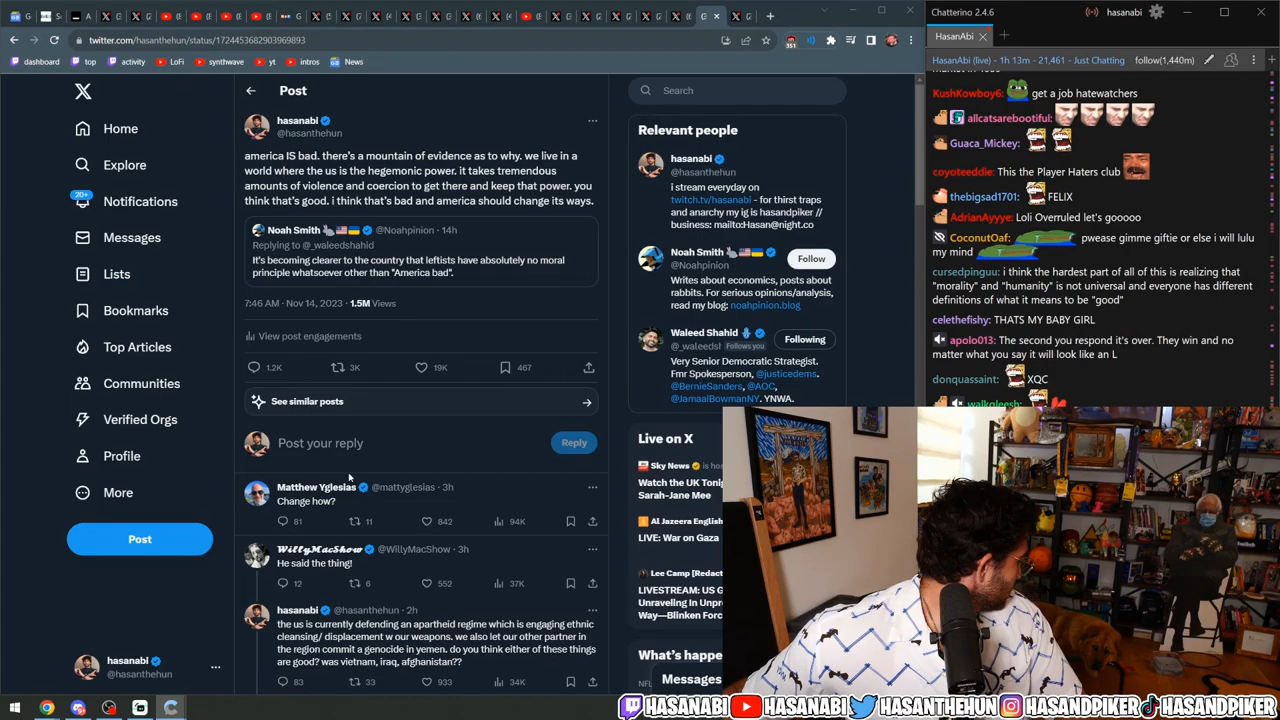 twitter.com/hasanthehun/status/1724453682903969893
351
dashboard
top
activity
LoFi
synthwave
yt
intros
News
Home
Explore
20+
Notifications
Messages
Lists
Bookmarks
Top Articles
Communities
Verified Orgs
Profile
More
Post
hasanabi
@hasanthehun
Post
hasanabi
@hasanthehun
america IS bad. there's a mountain of evidence as to why. we live in a
world where the us is the hegemonic power. it takes tremendous
amounts of violence and coercion to get there and keep that power. you
think this is good. i think that's bad and america should change its ways.
Noah Smith @Noahpinion · 14h
Replying to @_waleedshahid
It's becoming clearer to the country that leftists have absolutely no moral
principle whatsoever other than "America bad".
7:46 AM · Nov 14, 2023 · 1.5M Views
View post engagements
1.2K 3K 19K 467
See similar posts
Post your reply
Reply
Matthew Yglesias @mattyglesias · 3h
Change how?
81 11 842 94K
WillyMacShow @WillyMacShow · 3h
He said the thing!
12 6 552 37K
hasanabi @hasanthehun · 2h
the us is currently defending an apartheid regime which is engaging ethnic
cleansing/ displacement w our weapons. we also let our other partner in
the region commit a genocide in yemen. do you think either of these things
are good? was vietnam, iraq, afghanistan??
83 33 933 34K
Search
Relevant people
hasanabi
@hasanthehun
i stream everyday on
twitch.tv/hasanabi - for thirst traps
and anarchy my ig is hasandpiker //
business: mailto:Hasan@night.co
Noah Smith
@Noahpinion
Follow
Writes about economics, posts about
rabbits. For serious opinions/analysis,
read my blog: noahpinion.blog
Waleed Shahid
@_waleeds Follows you
Following
Very Senior Democratic Strategist.
Fmr Spokesperson, @justicedems.
@BernieSanders, @AOC,
@JamaalBowmanNY. YNWA.
Live on X
Sky News is ho
Watch the UK Toni
Sarah-Jane Mee
Al Jazeera English
LIVE: War on Gaza
Lee Camp [Redact
LIVESTREAM: US G
Unraveling In Unpr
Way—Blinken Forc
What's happe
NFL
Messages
Chatterino 2.4.6
hasanabi
HasanAbi
HasanAbi (live) - 1h 13m - 21,461 - Just Chatting
follow(1,440m)
KushKowboy6: get a job hatewatchers
allcatsarebootiful:
Guaca_Mickey:
coyoteeddie: This the Player Haters club
thebigsad1701: FELIX
AdrianAyyye: Loli Overruled let's gooooo
CoconutOaf: pwease gimme giftie or else i will lulu
my mind
cursedpinguu: i think the hardest part of all of this is realizing that
"morality" and "humanity" is not universal and everyone has different
definitions of what it means to be "good"
celethefishy: THATS MY BABY GIRL
apolo013: The second you respond it's over. They win and no
matter what you say it will look like an L
donquassaint: XQC
walkgleesh:
HASANABI HASANABI HASANTHEHUN HASANDPIKER HASANDPIKER